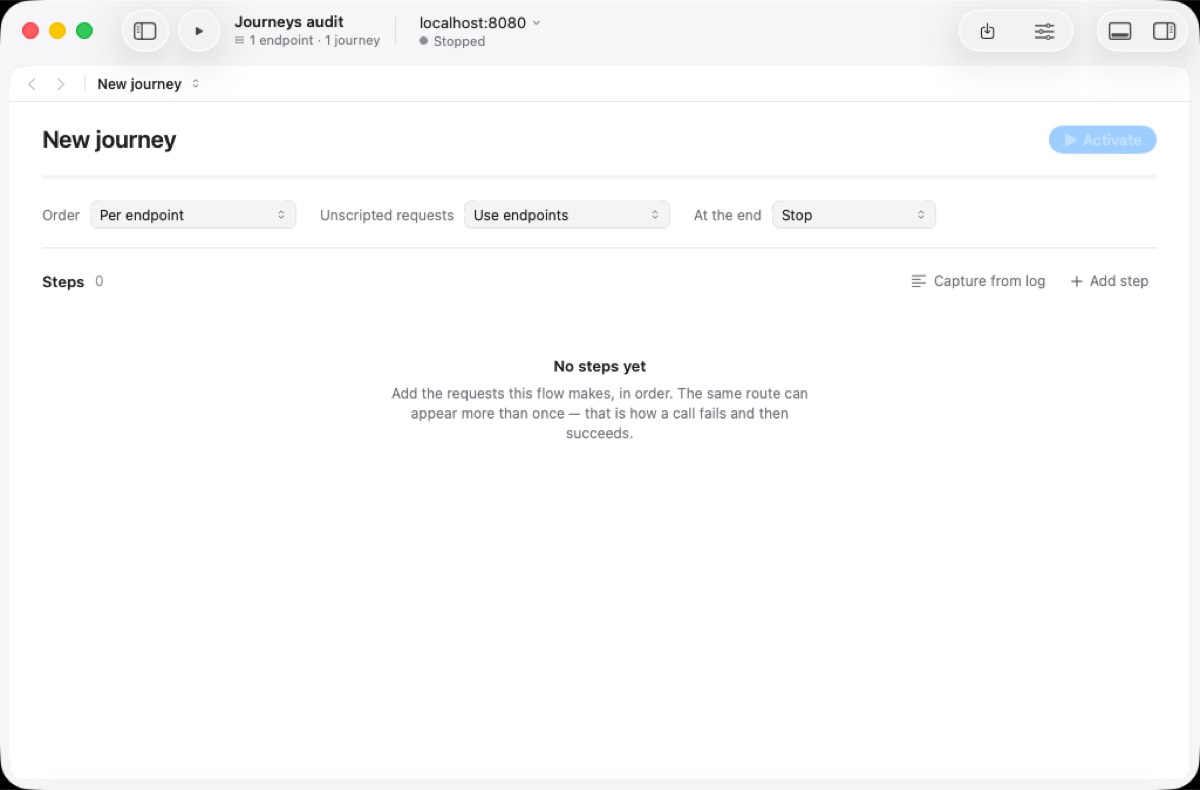 Journeys audit
1 endpoint · 1 journey
localhost:8080
Stopped
New journey
New journey
Activate
Order
Per endpoint
Unscripted requests
Use endpoints
At the end
Stop
Steps 0
Capture from log
Add step
No steps yet
Add the requests this flow makes, in order. The same route can
appear more than once — that is how a call fails and then
succeeds.